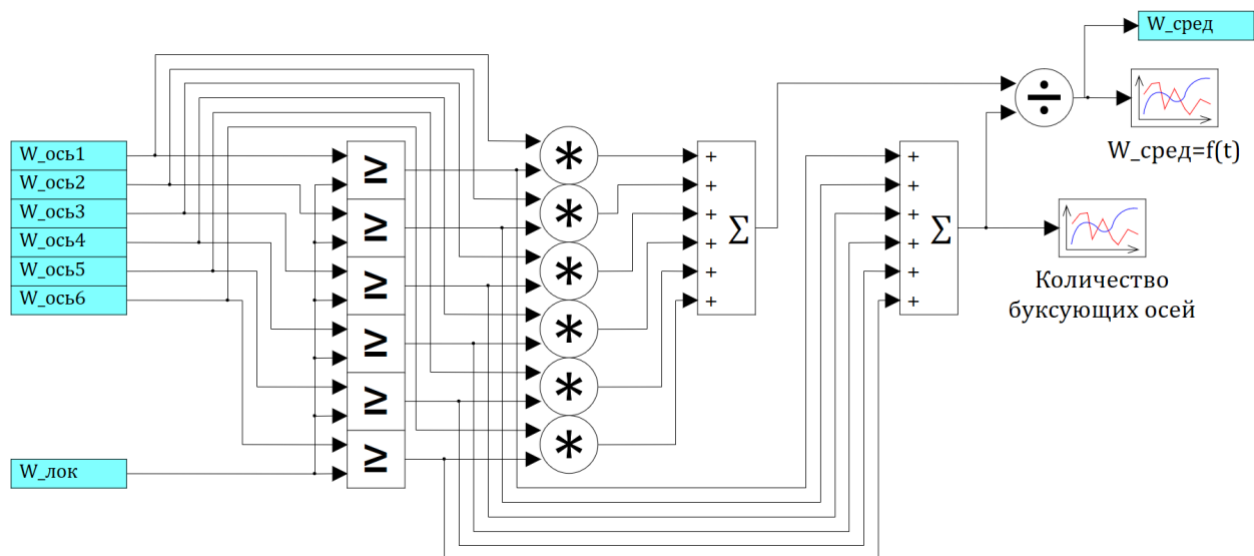 W_сред
W_сред=f(t)
W_ось1
W_ось2
W_ось3
W_ось4
W_ось5
W_ось6
W_лок
≥
≥
≥
≥
≥
≥
*
*
*
*
*
*
+
+
+
+
+
+
Σ
+
+
+
+
+
+
Σ
÷
Количество
буксующих осей